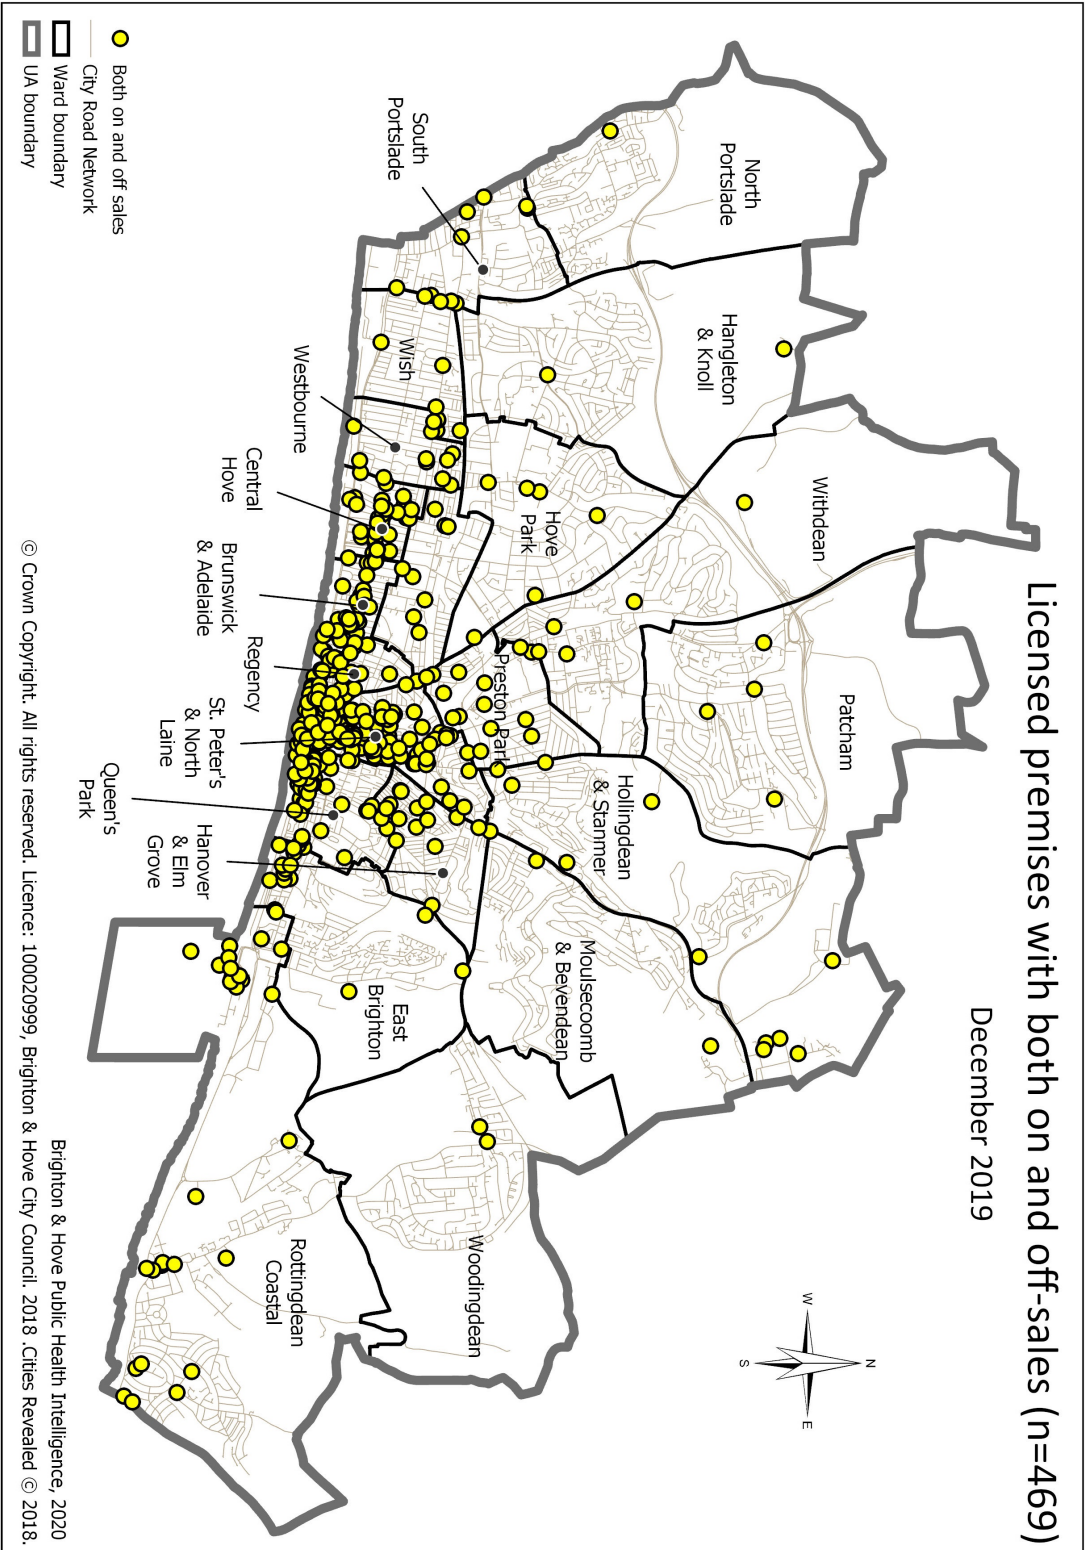 Licensed premises with both on and off-sales (n=469)
December 2019
N
W
E
S
North
Portslade
Hangleton
& Knoll
Withdean
Patcham
South
Portslade
Wish
Westbourne
Central
Hove
Hove
Park
Brunswick
& Adelaide
Regency
Preston Park
St. Peter's
& North
Laine
Hollingdean
& Stanmer
Queen's
Park
Hanover
& Elm
Grove
Moulsecoomb
& Bevendean
East
Brighton
Woodingdean
Rottingdean
Coastal
Both on and off sales
City Road Network
Ward boundary
UA boundary
Brighton & Hove Public Health Intelligence, 2020
© Crown Copyright. All rights reserved. Licence: 100020999, Brighton & Hove City Council. 2018 .Cities Revealed © 2018.